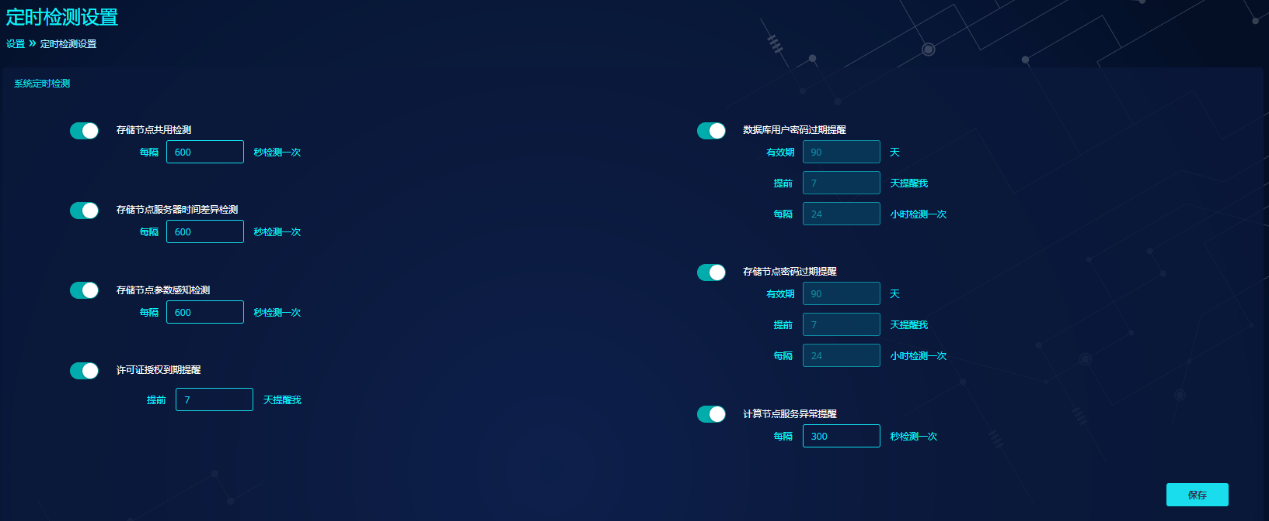 定时检测设置
设置 » 定时检测设置
系统定时检测
存储节点共用检测
每隔 600 秒检测一次
存储节点服务器时间差异检测
每隔 600 秒检测一次
存储节点参数感知检测
每隔 600 秒检测一次
许可证授权到期提醒
提前 7 天提醒我
数据库用户密码过期提醒
有效期 90 天
提前 7 天提醒我
每隔 24 小时检测一次
存储节点密码过期提醒
有效期 90 天
提前 7 天提醒我
每隔 24 小时检测一次
计算节点服务异常提醒
每隔 300 秒检测一次
保存